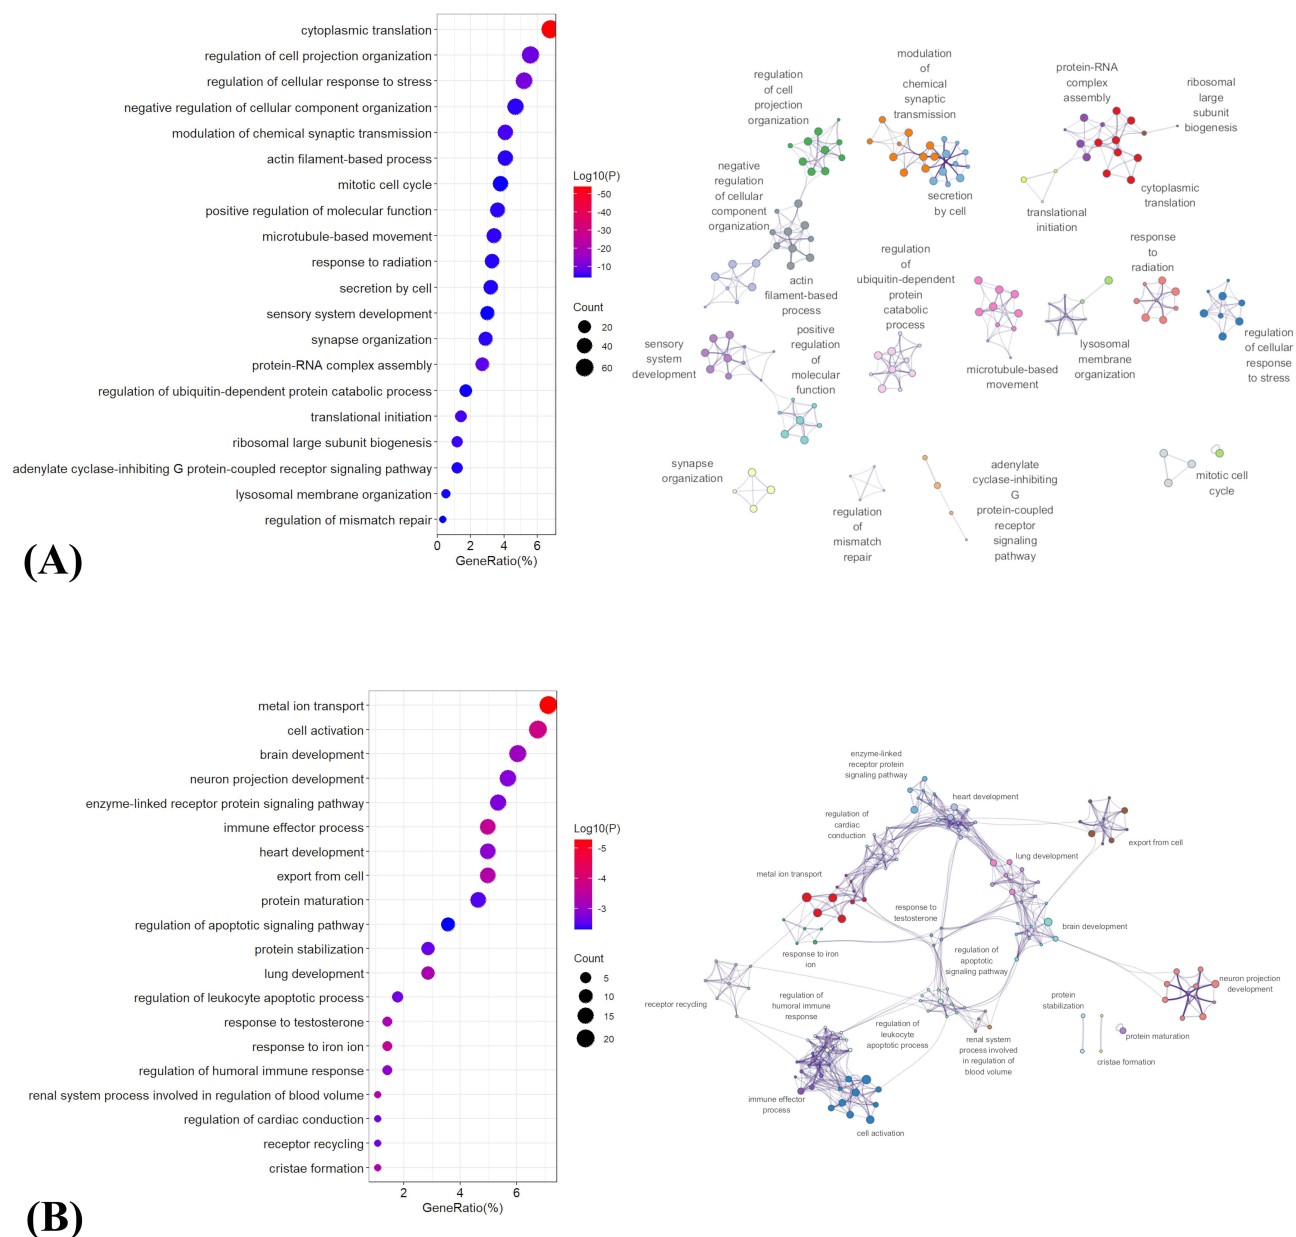 cytoplasmic translation
regulation of cell projection organization
regulation of cellular response to stress
negative regulation of cellular component organization
modulation of chemical synaptic transmission
actin filament-based process
mitotic cell cycle
positive regulation of molecular function
microtubule-based movement
response to radiation
secretion by cell
sensory system development
synapse organization
protein-RNA complex assembly
regulation of ubiquitin-dependent protein catabolic process
translational initiation
ribosomal large subunit biogenesis
adenylate cyclase-inhibiting G protein-coupled receptor signaling pathway
lysosomal membrane organization
regulation of mismatch repair
0 2 4 6
GeneRatio(%)
Log10(P)
-50
-40
-30
-20
-10
Count
20
40
60
(A)
regulation
of cell
projection
organization
modulation
of
chemical
synaptic
transmission
protein-RNA
complex
assembly
ribosomal
large
subunit
biogenesis
negative
regulation
of cellular
component
organization
secretion
by cell
cytoplasmic
translation
translational
initiation
regulation
of
ubiquitin-dependent
protein
catabolic
process
response
to
radiation
actin
filament-based
process
sensory
system
development
positive
regulation
of
molecular
function
microtubule-based
movement
lysosomal
membrane
organization
regulation
of cellular
response
to stress
synapse
organization
regulation
of
mismatch
repair
adenylate
cyclase-inhibiting
G
protein-coupled
receptor
signaling
pathway
mitotic cell
cycle
metal ion transport
cell activation
brain development
neuron projection development
enzyme-linked receptor protein signaling pathway
immune effector process
heart development
export from cell
protein maturation
regulation of apoptotic signaling pathway
protein stabilization
lung development
regulation of leukocyte apoptotic process
response to testosterone
response to iron ion
regulation of humoral immune response
renal system process involved in regulation of blood volume
regulation of cardiac conduction
receptor recycling
cristae formation
2 4 6
GeneRatio(%)
Log10(P)
-5
-4
-3
Count
5
10
15
20
(B)
enzyme-linked
receptor protein
signaling pathway
heart development
regulation of
cardiac
conduction
export from cell
lung development
metal ion transport
response to
testosterone
brain development
response to iron
ion
regulation of
apoptotic
signaling pathway
receptor recycling
regulation of
humoral immune
response
regulation of
leukocyte
apoptotic process
renal system
process involved
in regulation of
blood volume
protein
stabilization
neuron projection
development
protein maturation
cristae formation
immune effector
process
cell activation